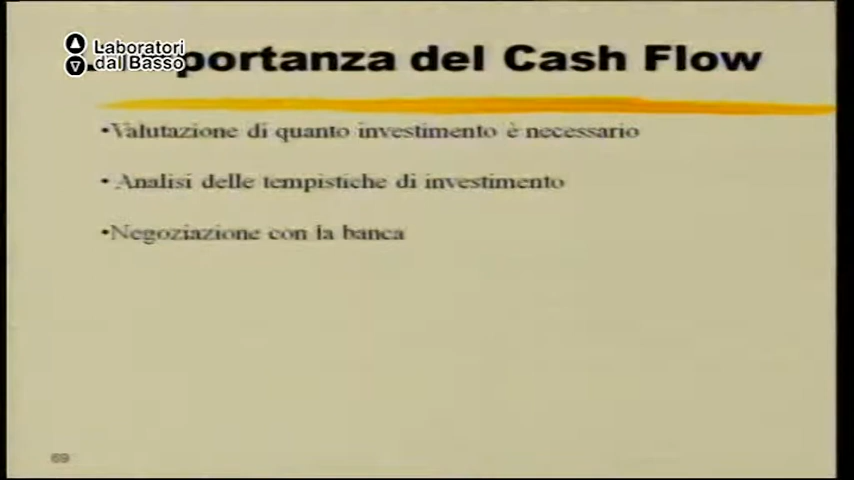 Laboratori
dal Basso
portanza del Cash Flow
•Valutazione di quanto investimento è necessario
• Analisi delle tempistiche di investimento
•Negoziazione con la banca
69